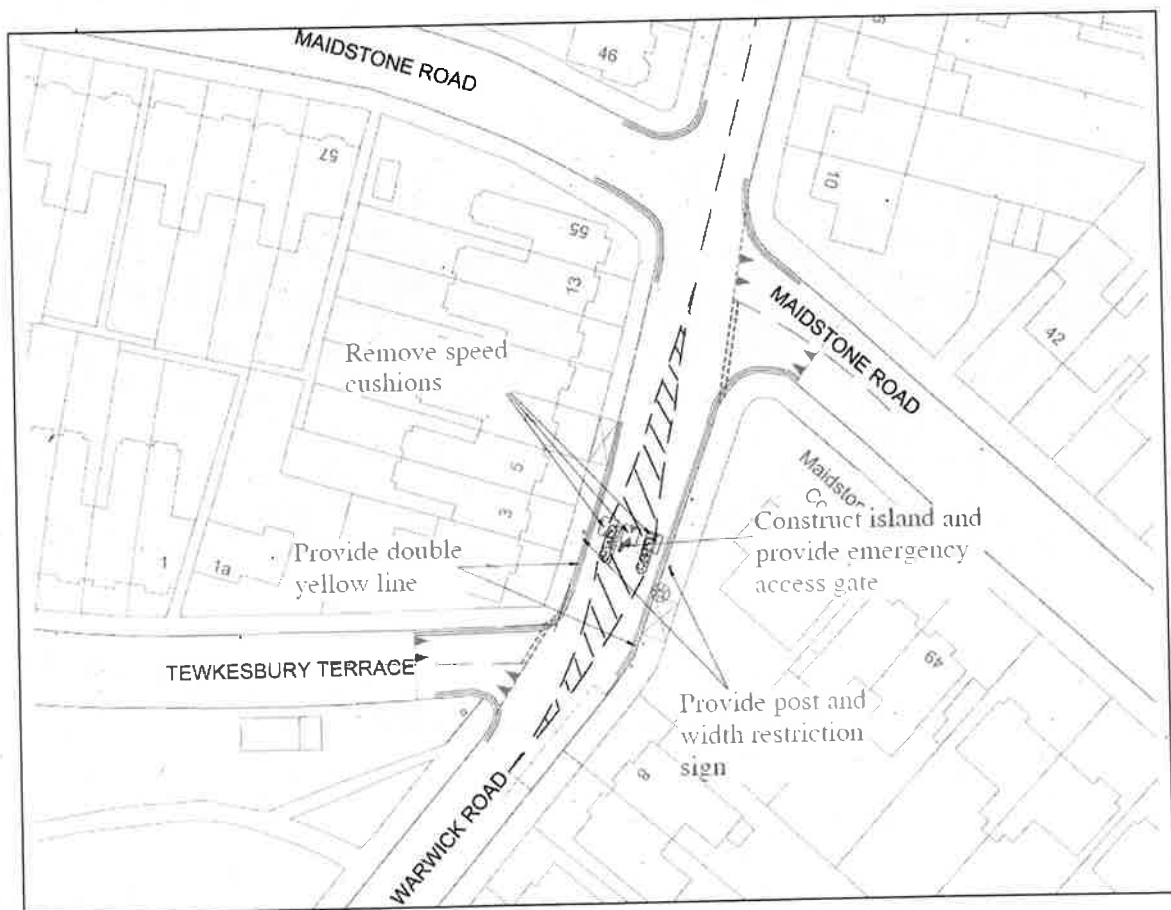 MAIDSTONE ROAD
46
57
10
55
13
MAIDSTONE ROAD
42
Remove speed
cushions
5
3
Construct island and
provide emergency
access gate
Provide double
yellow line
1
1a
TEWKESBURY TERRACE
49
Provide post and
width restriction
sign
8
WARWICK ROAD